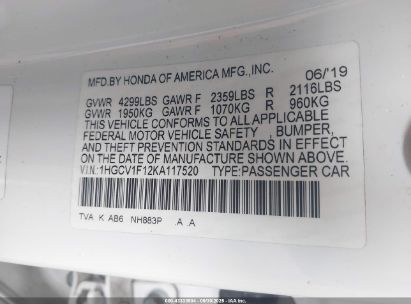 MFD.BY HONDA OF AMERICA MFG.,INC. 06/'19
GVWR 4299LBS GAWR F 2359LBS R 2116LBS
GVWR 1950KG GAWR F 1070KG R 960KG
THIS VEHICLE CONFORMS TO ALL APPLICABLE
FEDERAL MOTOR VEHICLE SAFETY , BUMPER,
AND THEFT PREVENTION STANDARDS IN EFFECT
ON THE DATE OF MANUFACTURE SHOWN ABOVE.
V.I.N.:1HGCV1F12KA117520 TYPE:PASSENGER CAR
TVA K AB6 NH883P .A .A